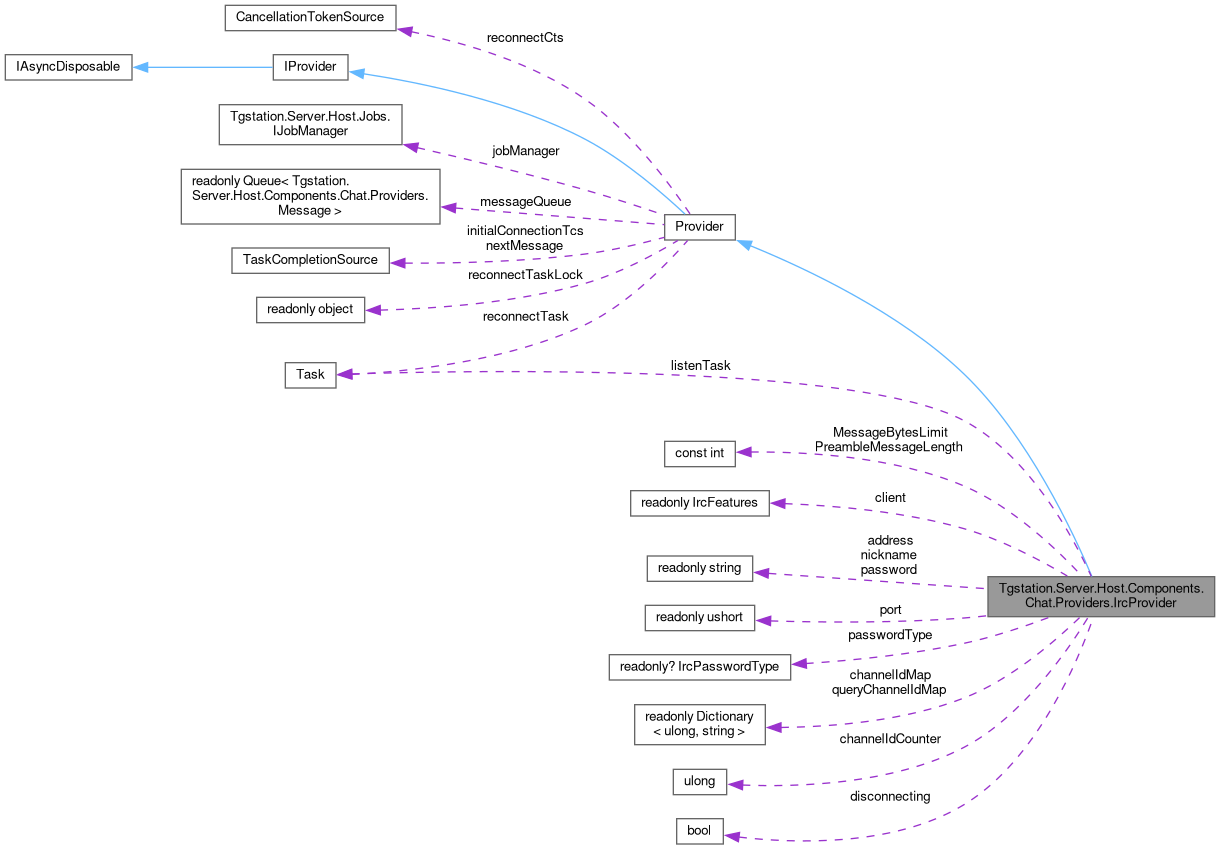 CancellationTokenSource
reconnectCts
IAsyncDisposable
IProvider
Tgstation.Server.Host.Jobs.
IJobManager
jobManager
readonly Queue< Tgstation.
Server.Host.Components.Chat.Providers.
Message >
messageQueue
Provider
initialConnectionTcs
nextMessage
TaskCompletionSource
reconnectTaskLock
readonly object
reconnectTask
Task
listenTask
MessageBytesLimit
PreambleMessageLength
const int
client
readonly IrcFeatures
address
nickname
password
readonly string
Tgstation.Server.Host.Components.
Chat.Providers.IrcProvider
port
readonly ushort
passwordType
readonly? IrcPasswordType
channelIdMap
queryChannelIdMap
readonly Dictionary
< ulong, string >
channelIdCounter
ulong
disconnecting
bool